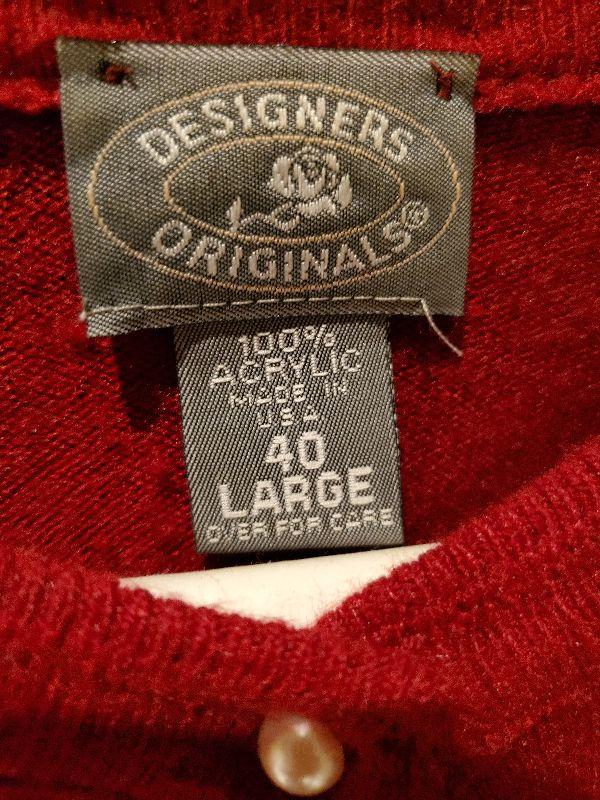 DESIGNERS
ORIGINALS®
100%
ACRYLIC
MADE IN
U.S.A
40
LARGE
OVER FOR CARE